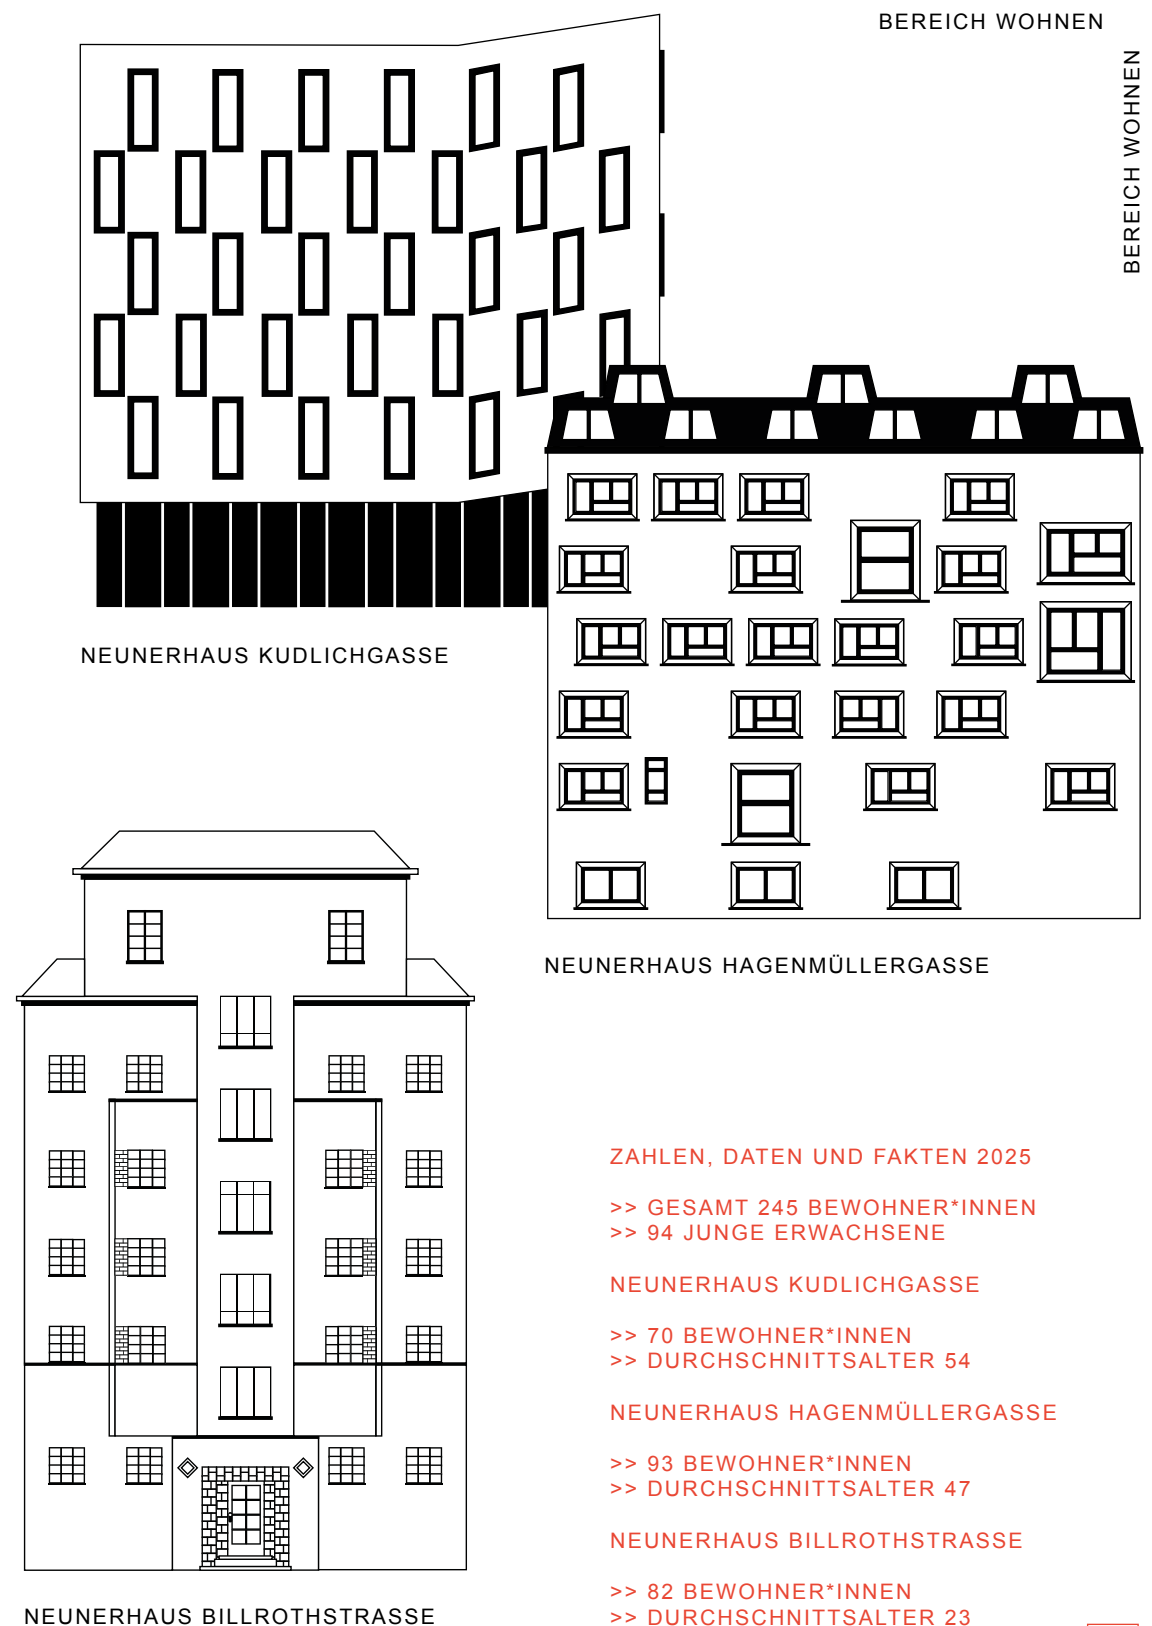 BEREICH WOHNEN
BEREICH WOHNEN
NEUNERHAUS KUDLICHGASSE
NEUNERHAUS HAGENMÜLLERGASSE
NEUNERHAUS BILLROTHSTRASSE
ZAHLEN, DATEN UND FAKTEN 2025
>> GESAMT 245 BEWOHNER*INNEN
>> 94 JUNGE ERWACHSENE
NEUNERHAUS KUDLICHGASSE
>> 70 BEWOHNER*INNEN
>> DURCHSCHNITTSALTER 54
NEUNERHAUS HAGENMÜLLERGASSE
>> 93 BEWOHNER*INNEN
>> DURCHSCHNITTSALTER 47
NEUNERHAUS BILLROTHSTRASSE
>> 82 BEWOHNER*INNEN
>> DURCHSCHNITTSALTER 23